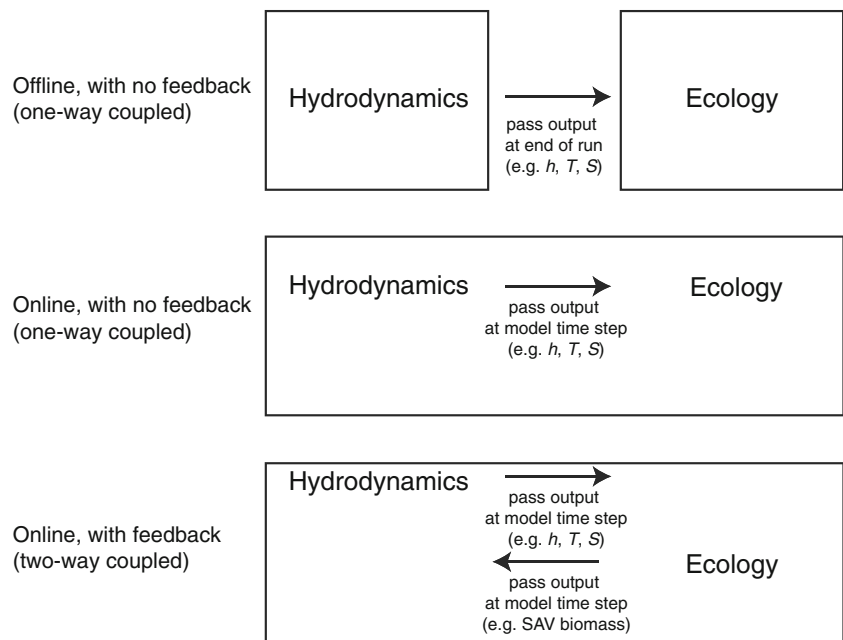 Offline, with no feedback
(one-way coupled)
Hydrodynamics
pass output
at end of run
(e.g. h, T, S)
Ecology
Online, with no feedback
(one-way coupled)
Hydrodynamics
pass output
at model time step
(e.g. h, T, S)
Ecology
Online, with feedback
(two-way coupled)
Hydrodynamics
pass output
at model time step
(e.g. h, T, S)
pass output
at model time step
(e.g. SAV biomass)
Ecology